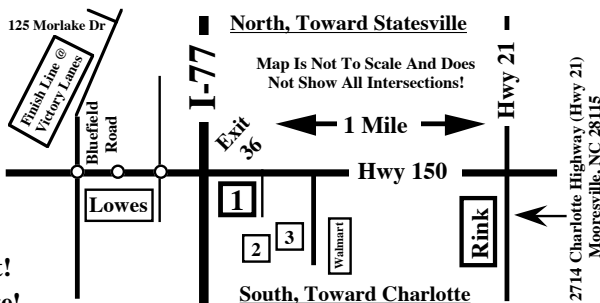 125 Morlake Dr
North, Toward Statesville
Finish Line @
Victory Lanes
I-77
Map Is Not To Scale And Does
Not Show All Intersections!
Hwy 21
Bluefield
Road
Exit
36
1 Mile
Hwy 150
Lowes
1
2
3
Walmart
Rink
2714 Charlotte Highway (Hwy 21)
Mooresville, NC 28115
South, Toward Charlotte